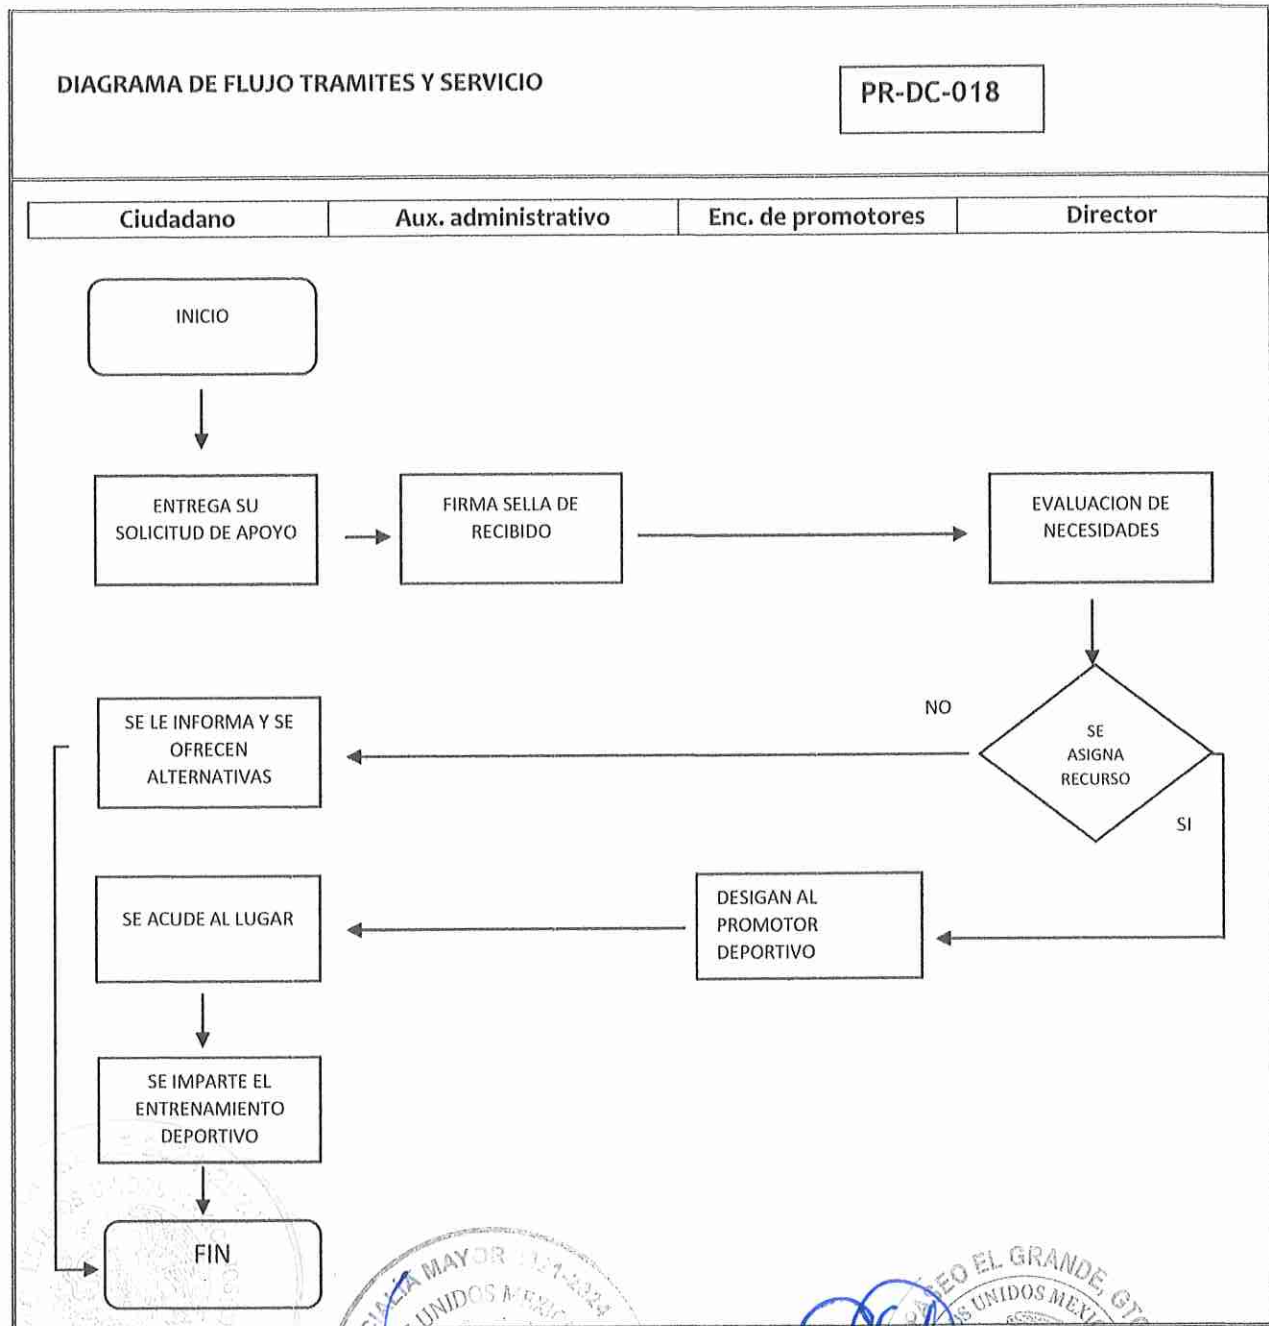 DIAGRAMA DE FLUJO TRAMITES Y SERVICIO
PR-DC-018
Ciudadano
Aux. administrativo
Enc. de promotores
Director
INICIO
ENTREGA SU
SOLICITUD DE APOYO
FIRMA SELLA DE
RECIBIDO
EVALUACION DE
NECESIDADES
SE LE INFORMA Y SE
OFRECEN
ALTERNATIVAS
NO
SE
ASIGNA
RECURSO
SI
SE ACUDE AL LUGAR
DESIGAN AL
PROMOTOR
DEPORTIVO
SE IMPARTE EL
ENTRENAMIENTO
DEPORTIVO
FIN
MAYOR 2021-2024
UNIDOS
EL GRANDE, GTO
UNIDOS